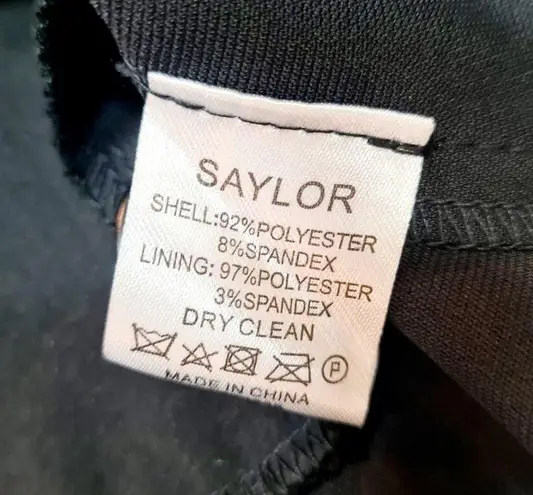 SAYLOR
SHELL:92%POLYESTER
8%SPANDEX
LINING: 97%POLYESTER
3%SPANDEX
DRY CLEAN
P
MADE IN CHINA